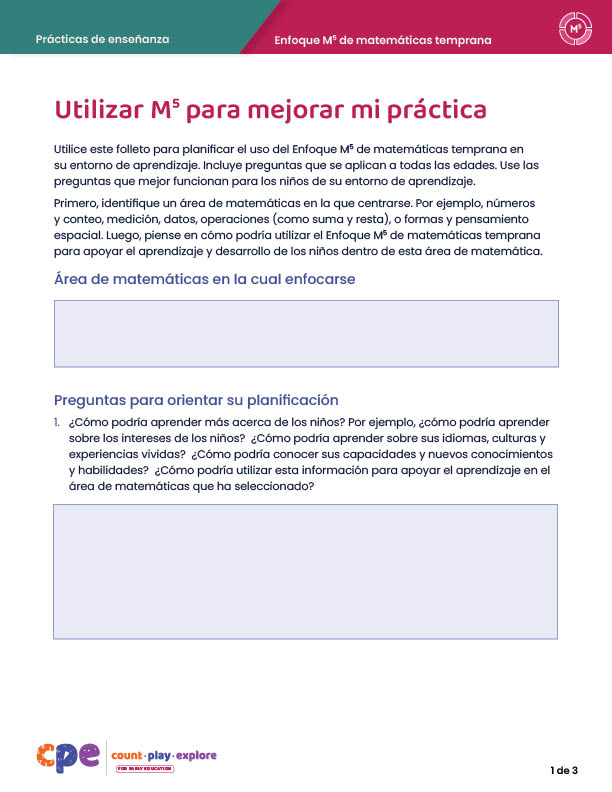 Prácticas de enseñanza
Enfoque M⁵ de matemáticas temprana
M⁵
Utilizar M⁵ para mejorar mi práctica
Utilice este folleto para planificar el uso del Enfoque M⁵ de matemáticas temprana en
su entorno de aprendizaje. Incluye preguntas que se aplican a todas las edades. Use las
preguntas que mejor funcionan para los niños de su entorno de aprendizaje.
Primero, identifique un área de matemáticas en la que centrarse. Por ejemplo, números
y conteo, medición, datos, operaciones (como suma y resta), o formas y pensamiento
espacial. Luego, piense en cómo podría utilizar el Enfoque M⁵ de matemáticas temprana
para apoyar el aprendizaje y desarrollo de los niños dentro de esta área de matemática.
Área de matemáticas en la cual enfocarse
Preguntas para orientar su planificación
1. ¿Cómo podría aprender más acerca de los niños? Por ejemplo, ¿cómo podría aprender
sobre los intereses de los niños? ¿Cómo podría aprender sobre sus idiomas, culturas y
experiencias vividas? ¿Cómo podría conocer sus capacidades y nuevos conocimientos
y habilidades? ¿Cómo podría utilizar esta información para apoyar el aprendizaje en el
área de matemáticas que ha seleccionado?
cpe
count·play·explore
FOR EARLY EDUCATION
1 de 3